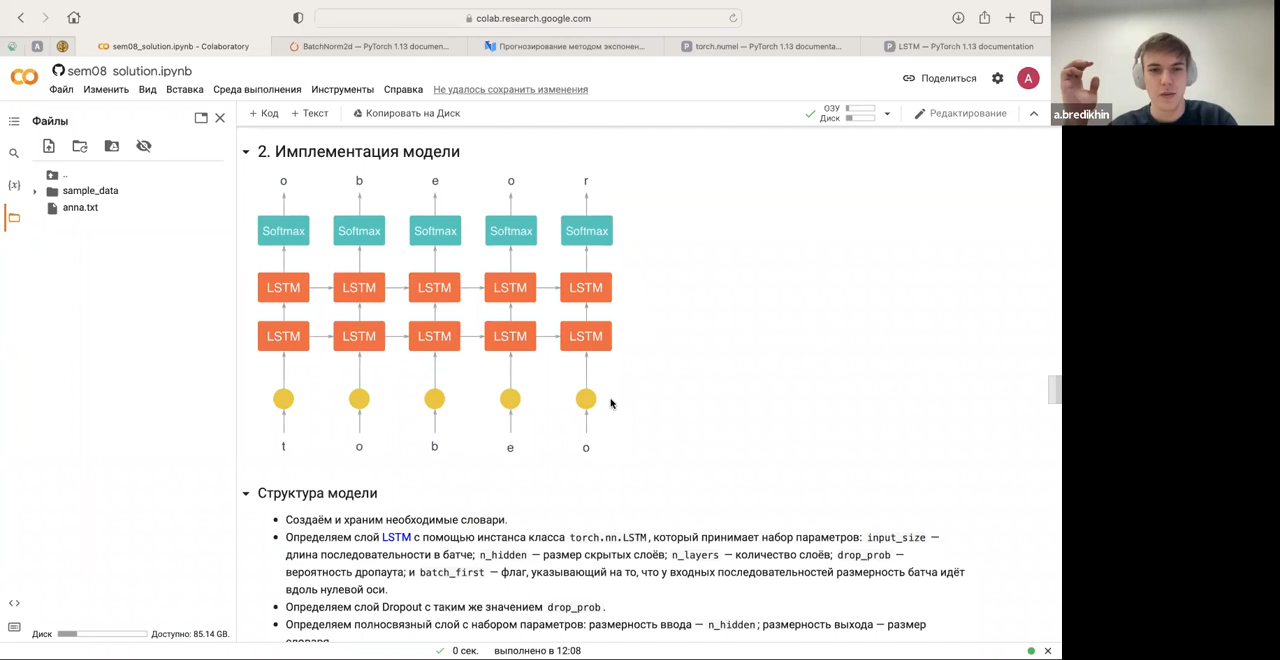 colab.research.google.com
sem08_solution.ipynb - Colaboratory
BatchNorm2d — PyTorch 1.13 documen...
Прогнозирование методом экспонен...
torch.numel — PyTorch 1.13 documenta...
LSTM — PyTorch 1.13 documentation
sem08_solution.ipynb
Файл Изменить Вид Вставка Среда выполнения Инструменты Справка Не удалось сохранить изменения
Поделиться
A
a.bredikhin
+ Код + Текст Копировать на Диск
ОЗУ
Диск
Редактирование
Файлы
..
sample_data
anna.txt
2. Имплементация модели
o b e o r
Softmax Softmax Softmax Softmax Softmax
LSTM LSTM LSTM LSTM LSTM
LSTM LSTM LSTM LSTM LSTM
t o b e o
Структура модели
Создаём и храним необходимые словари.
Определяем слой LSTM с помощью инстанса класса torch.nn.LSTM, который принимает набор параметров: input_size —
длина последовательности в батче; n_hidden — размер скрытых слоёв; n_layers — количество слоёв; drop_prob —
вероятность дропаута; и batch_first — флаг, указывающий на то, что у входных последовательностей размерность батча идёт
вдоль нулевой оси.
Определяем слой Dropout с таким же значением drop_prob.
Определяем полносвязный слой с набором параметров: размерность ввода — n_hidden; размерность выхода — размер
словаря
Диск Доступно: 85.14 GB.
0 сек. выполнено в 12:08